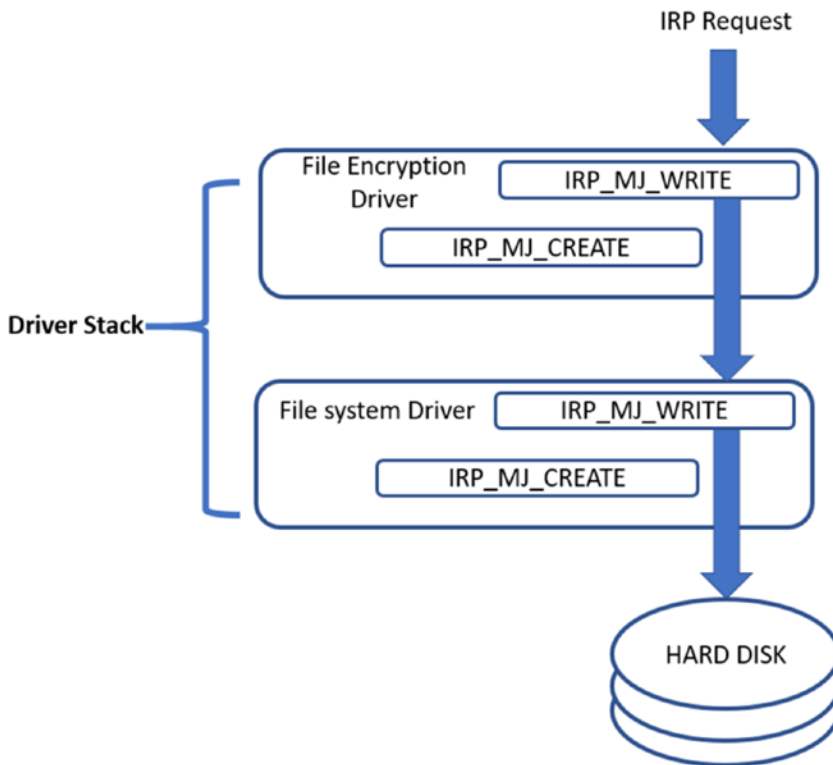 IRP Request
File Encryption
Driver
IRP_MJ_WRITE
IRP_MJ_CREATE
Driver Stack
File system Driver
IRP_MJ_WRITE
IRP_MJ_CREATE
HARD DISK